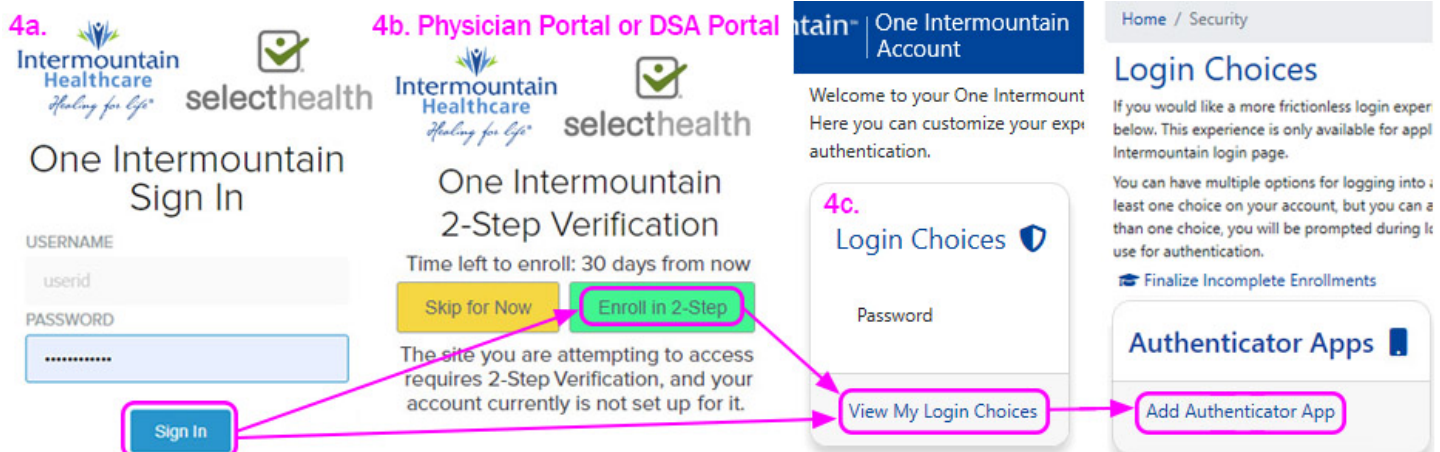 4a.
Intermountain
Healthcare
Healing for life®
selecthealth
One Intermountain
Sign In
USERNAME
userid
PASSWORD
••••••••••••
Sign In
4b. Physician Portal or DSA Portal
Intermountain
Healthcare
Healing for life®
selecthealth
One Intermountain
2-Step Verification
Time left to enroll: 30 days from now
Skip for Now
Enroll in 2-Step
The site you are attempting to access
requires 2-Step Verification, and your
account currently is not set up for it.
ntain
One Intermountain
Account
Welcome to your One Intermount
Here you can customize your expe
authentication.
4c.
Login Choices
Password
View My Login Choices
Home / Security
Login Choices
If you would like a more frictionless login exper
below. This experience is only available for appl
Intermountain login page.
You can have multiple options for logging into a
least one choice on your account, but you can a
than one choice, you will be prompted during lo
use for authentication.
Finalize Incomplete Enrollments
Authenticator Apps
Add Authenticator App